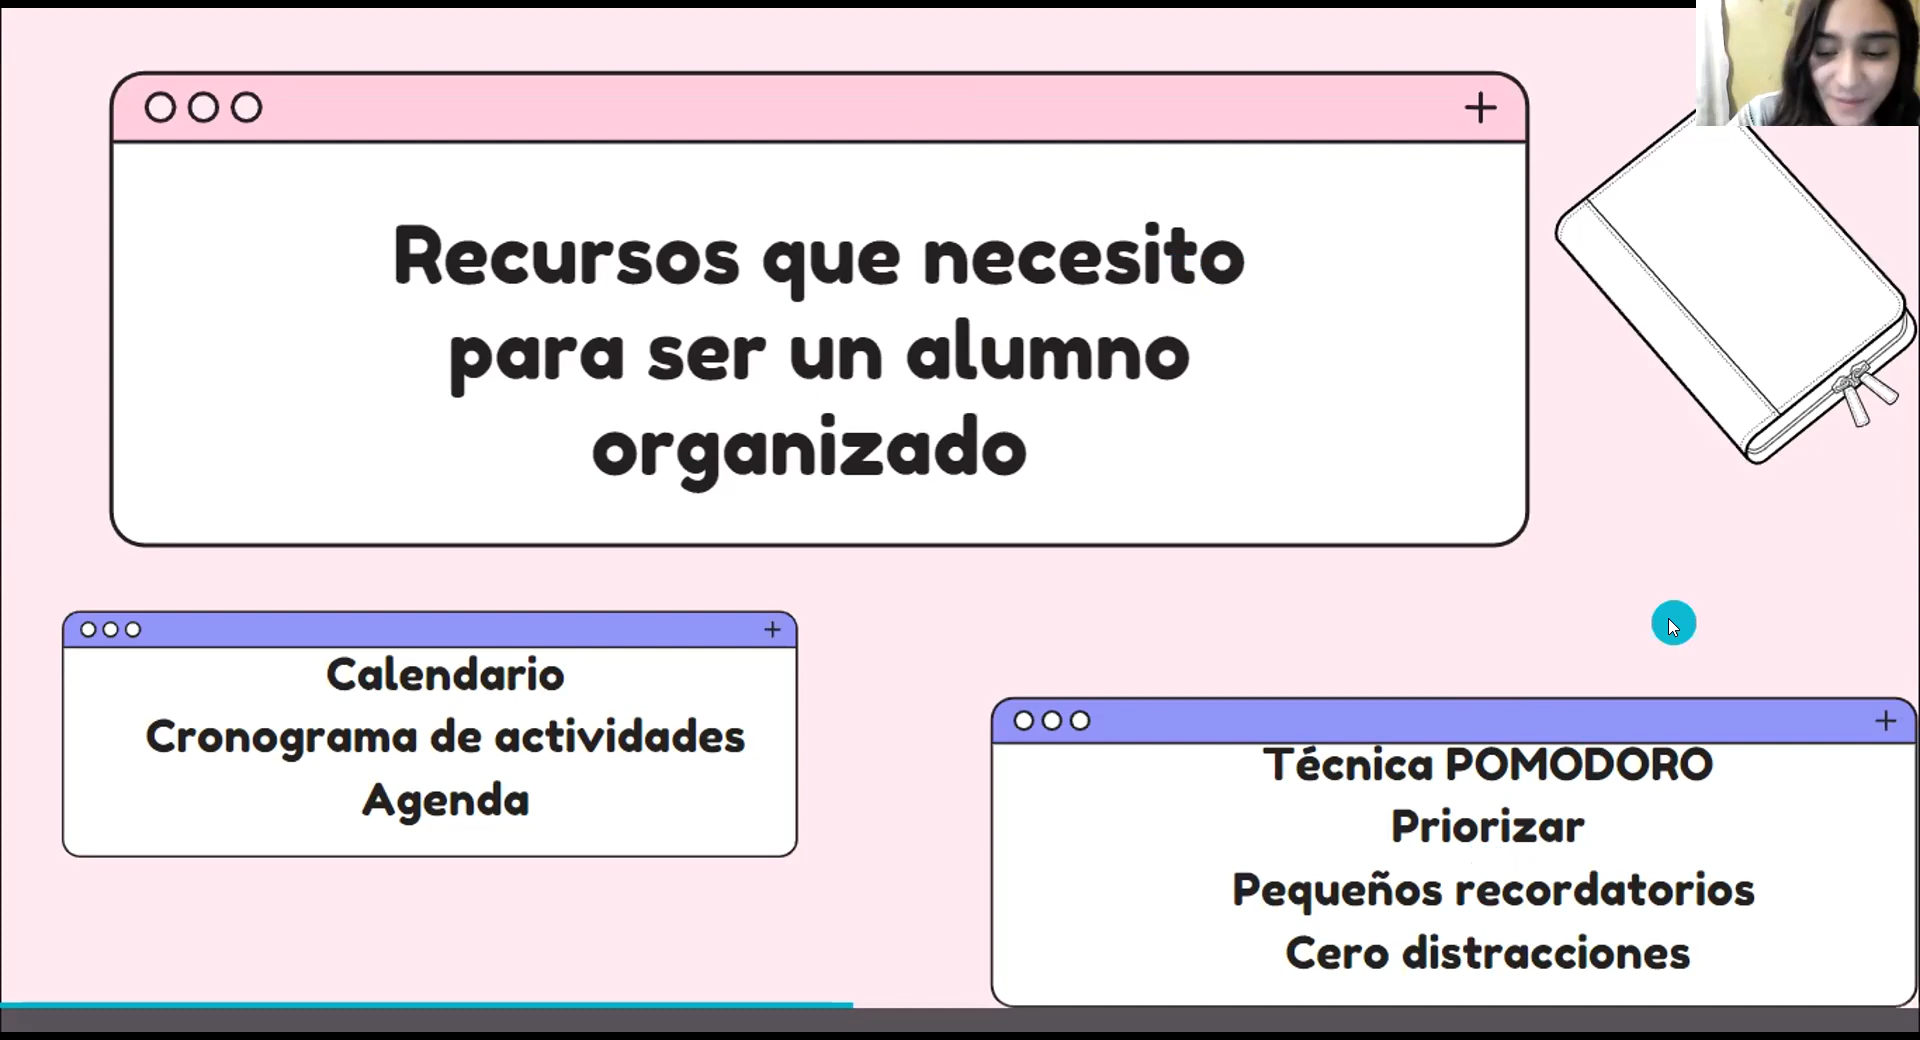 Recursos que necesito
para ser un alumno
organizado
Calendario
Cronograma de actividades
Agenda
Técnica POMODORO
Priorizar
Pequeños recordatorios
Cero distracciones